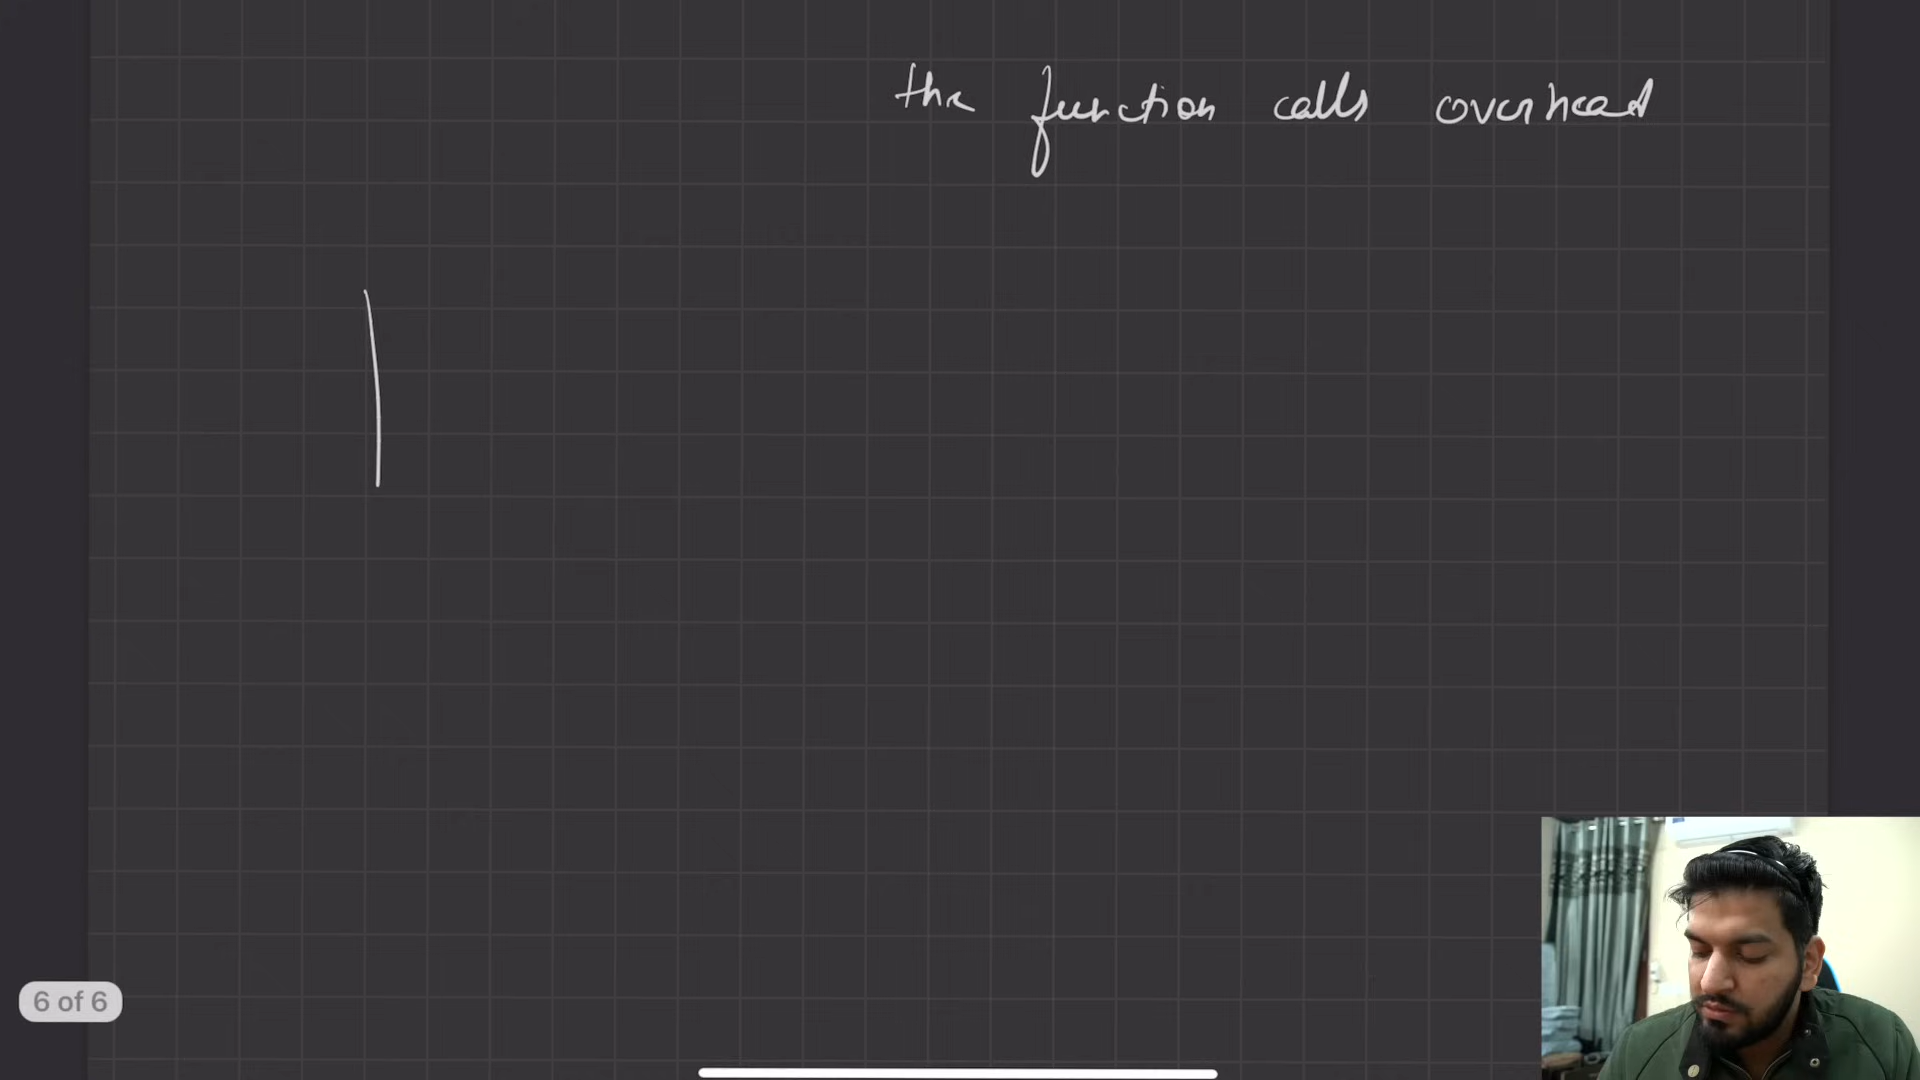 the function calls overhead
6 of 6